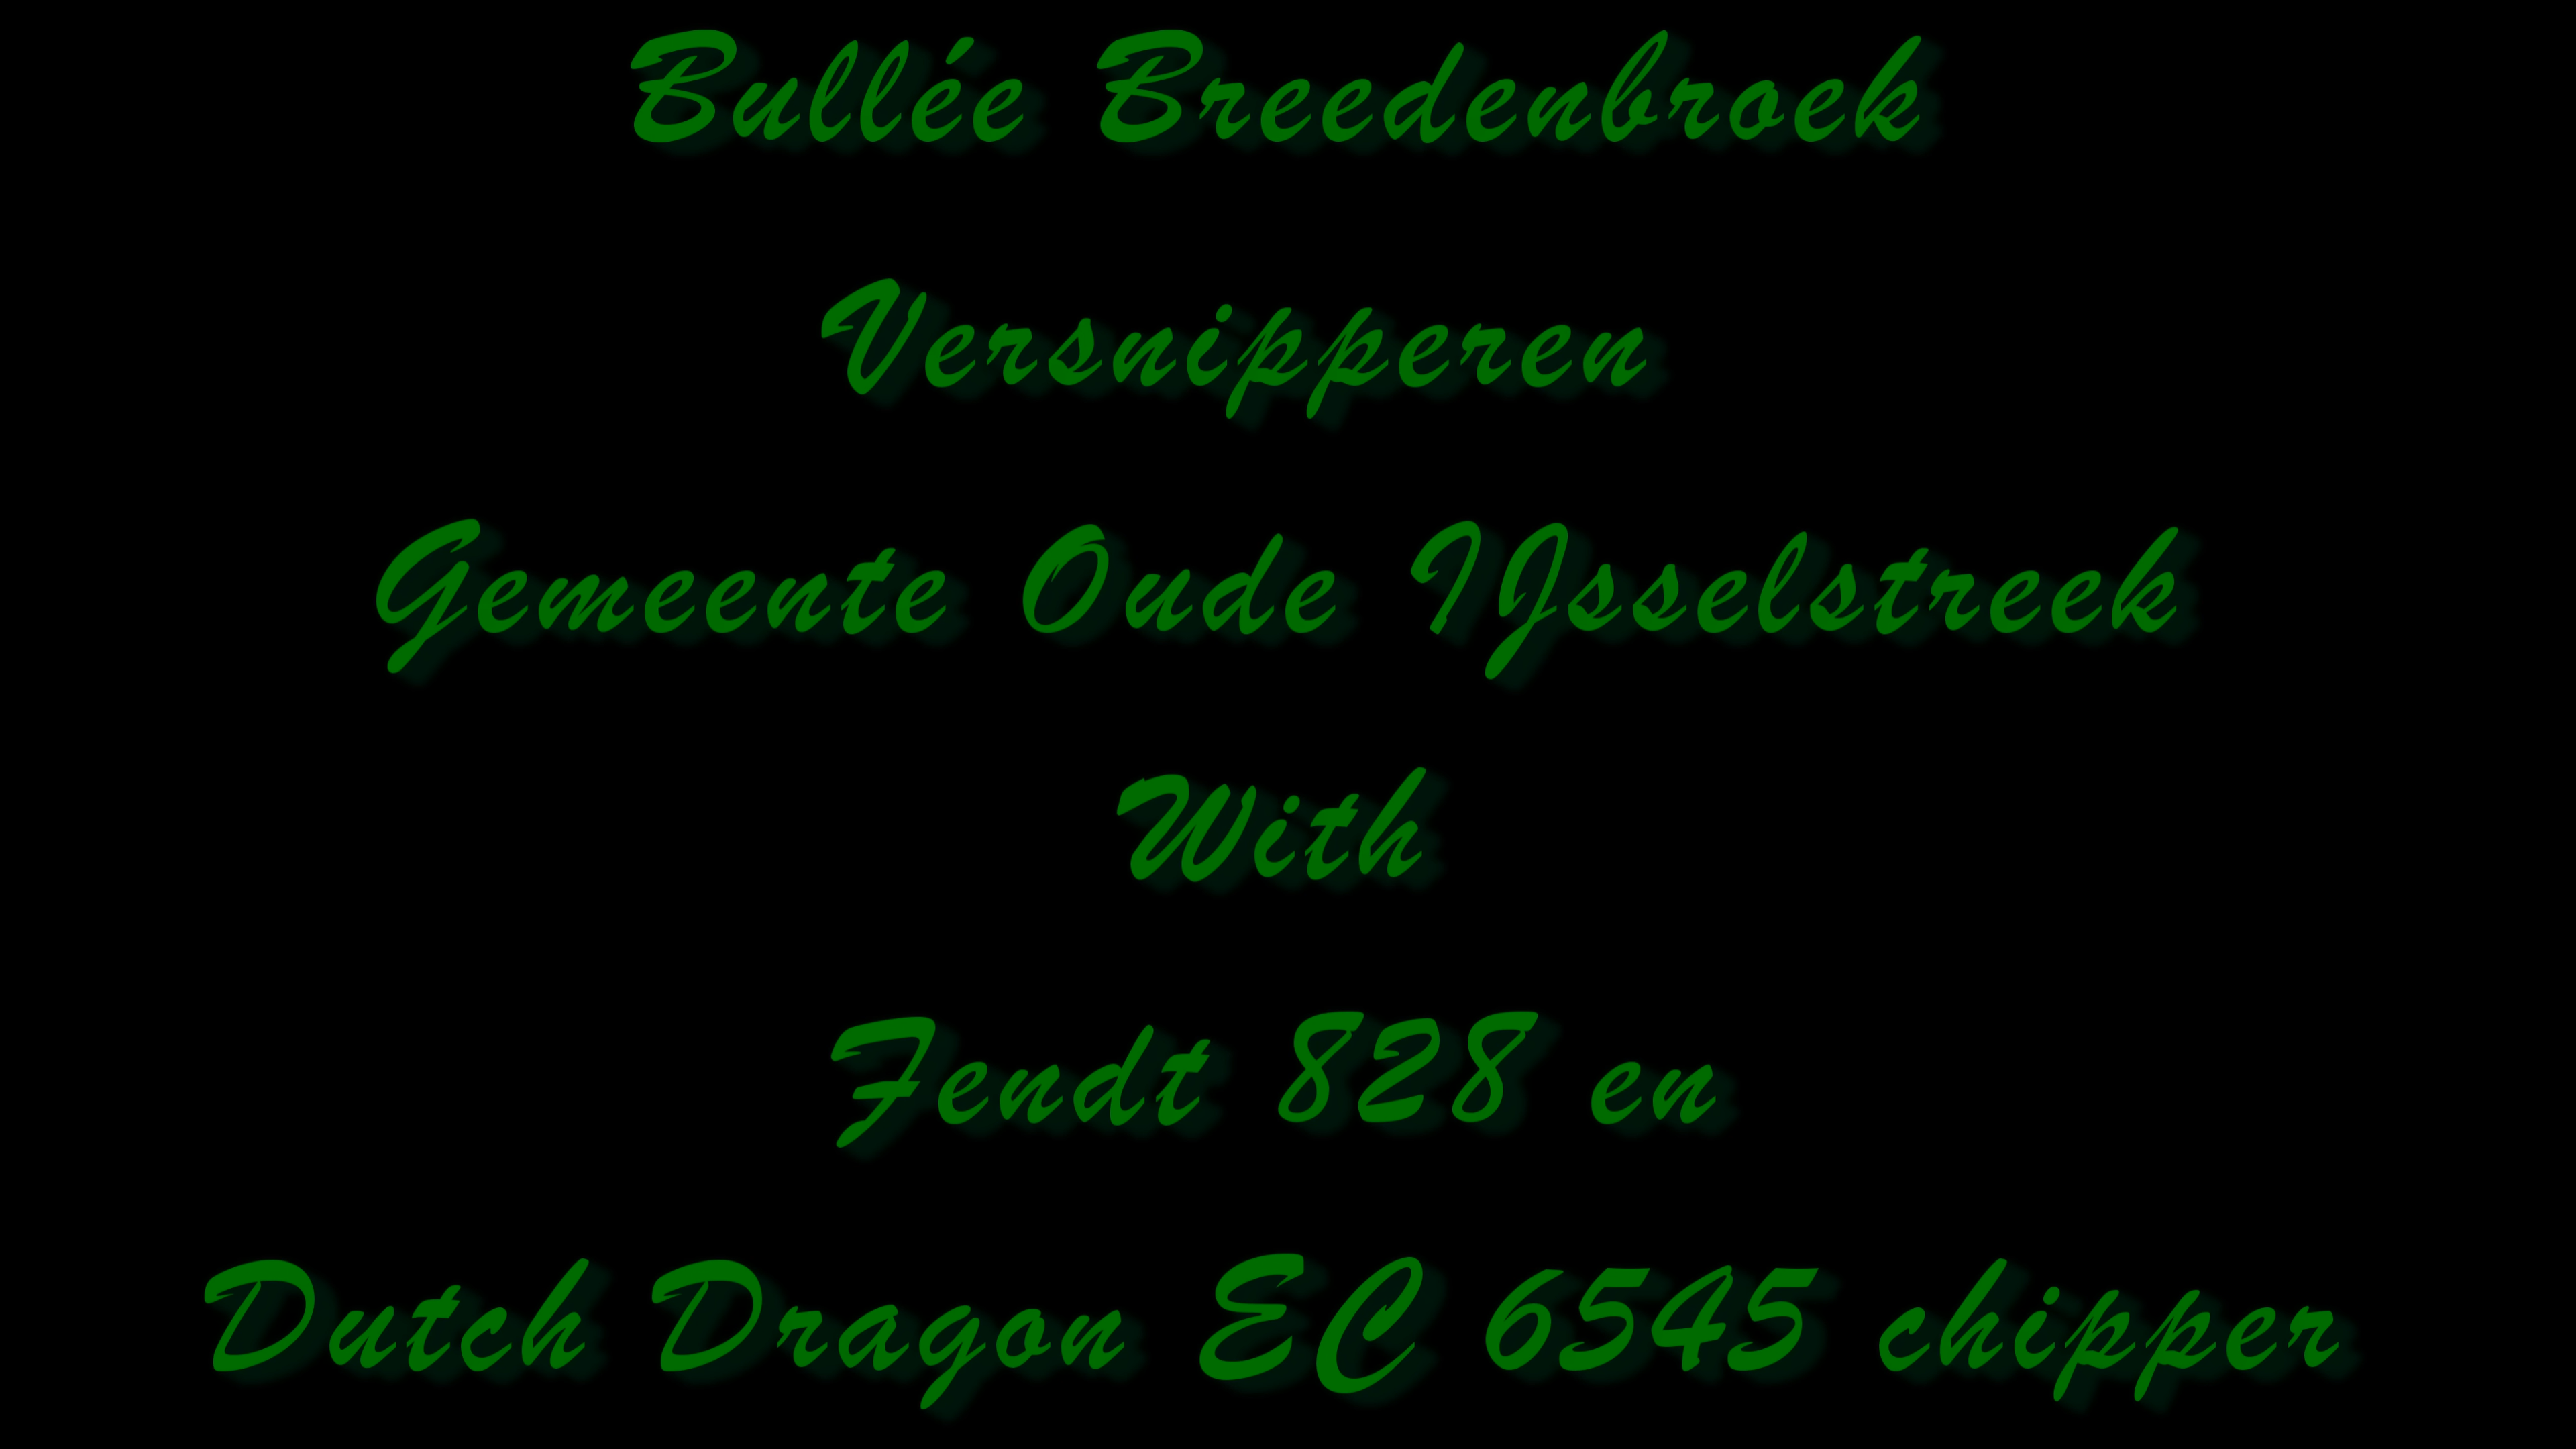 Bullée Breedenbroek
Versnipperen
Gemeente Oude IJsselstreek
With
Fendt 828 en
Dutch Dragon EC 6545 chipper